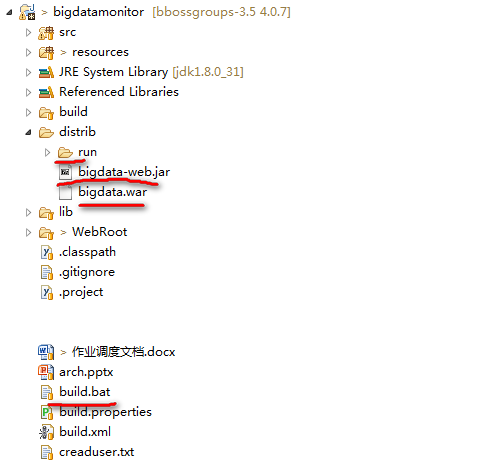 > bigdatamonitor [bbossgroups-3.5 4.0.7]
src
> resources
JRE System Library [jdk1.8.0_31]
Referenced Libraries
build
distrib
run
bigdata-web.jar
bigdata.war
lib
> WebRoot
.classpath
.gitignore
.project
> 作业调度文档.docx
arch.pptx
build.bat
build.properties
build.xml
creaduser.txt